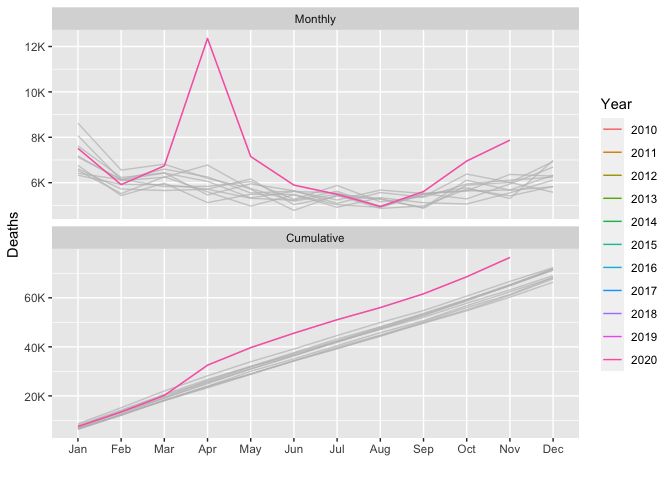 Monthly
12K
10K
8K
6K
Deaths
Cumulative
60K
40K
20K
Jan Feb Mar Apr May Jun Jul Aug Sep Oct Nov Dec
Year
2010
2011
2012
2013
2014
2015
2016
2017
2018
2019
2020